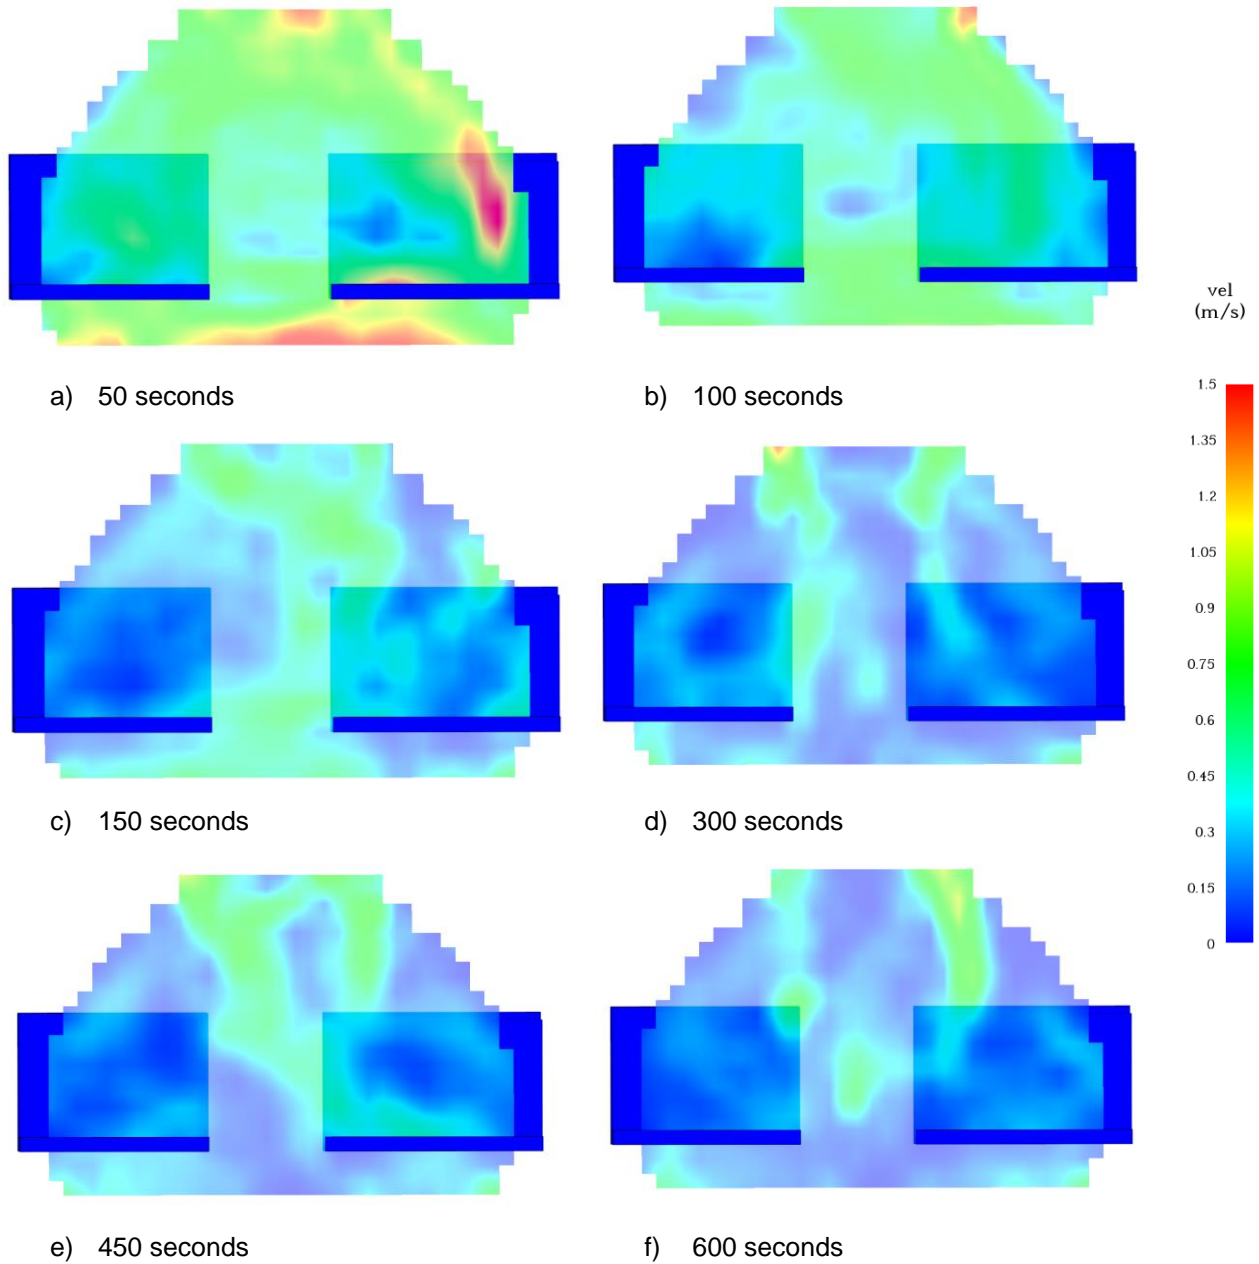 a) 50 seconds
b) 100 seconds
vel
(m/s)
1.5
1.35
1.2
1.05
0.9
0.75
0.6
0.45
0.3
0.15
0
c) 150 seconds
d) 300 seconds
e) 450 seconds
f) 600 seconds